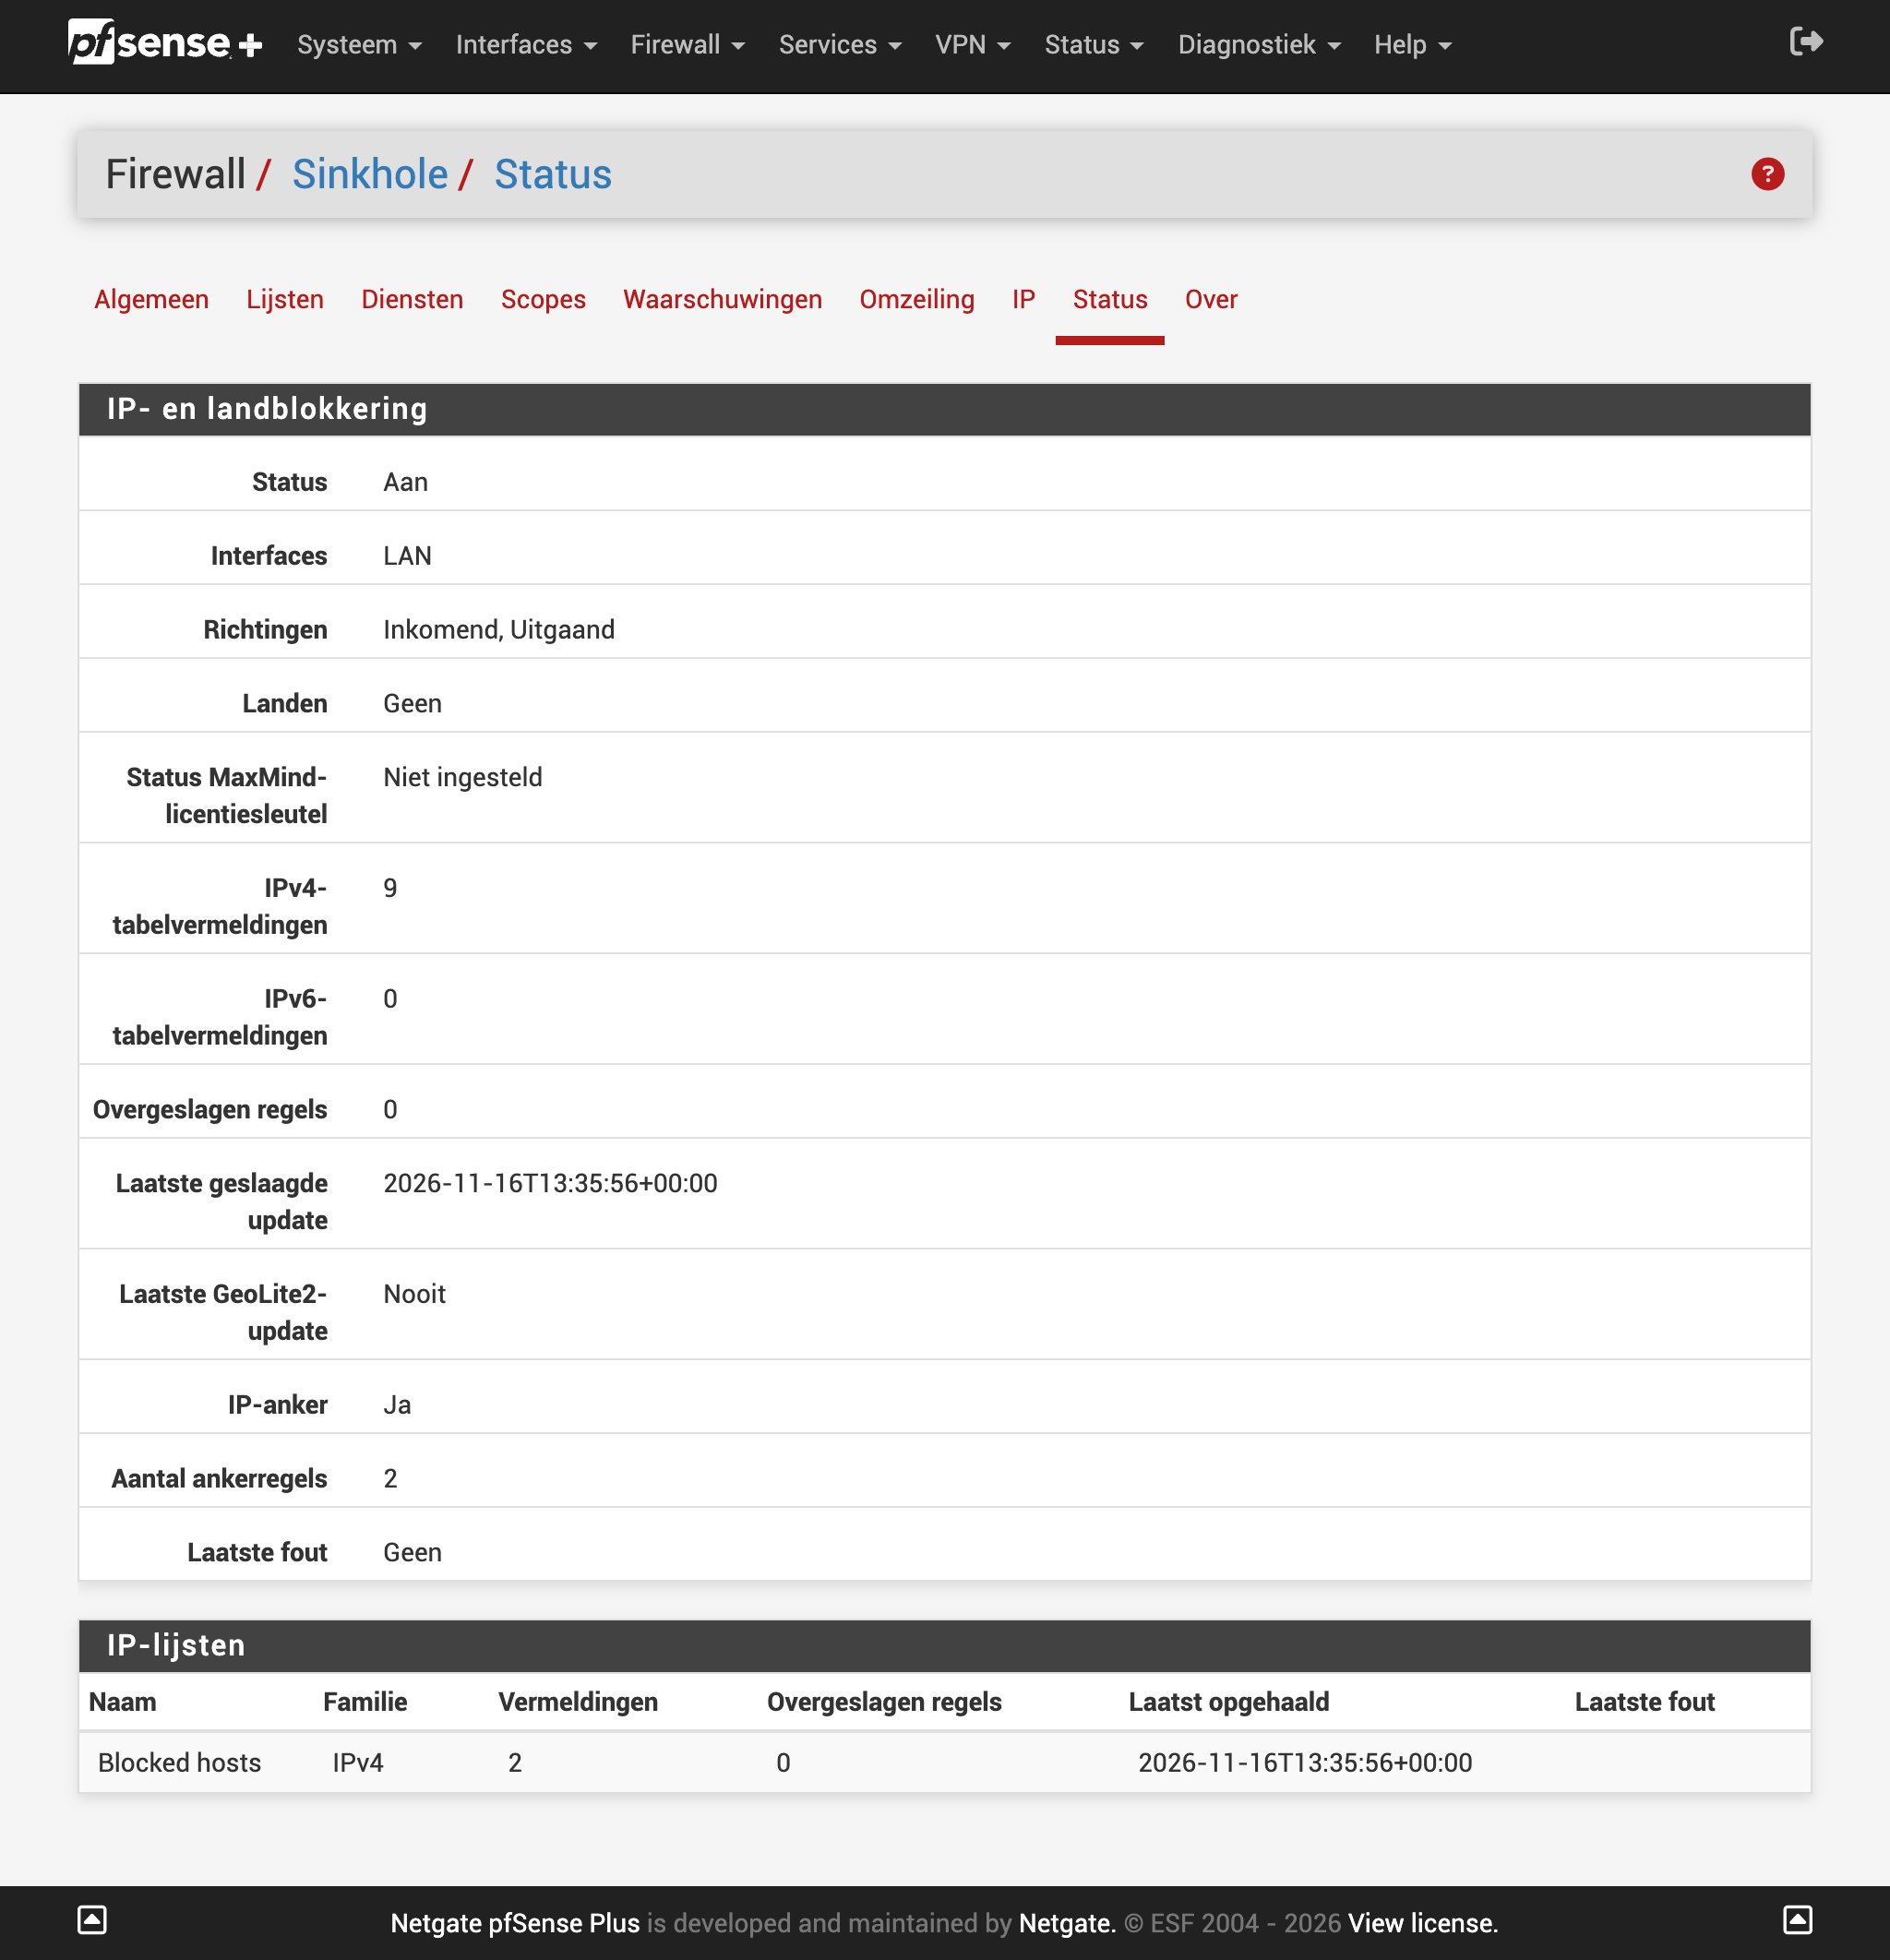 pfsense+ Systeem Interfaces Firewall Services VPN Status Diagnostiek Help
Firewall / Sinkhole / Status
Algemeen Lijsten Diensten Scopes Waarschuwingen Omzeiling IP Status Over
IP- en landblokkering
Status Aan
Interfaces LAN
Richtingen Inkomend, Uitgaand
Landen Geen
Status MaxMind- Niet ingesteld
licentiesleutel
IPv4- 9
tabelvermeldingen
IPv6- 0
tabelvermeldingen
Overgeslagen regels 0
Laatste geslaagde 2026-11-16T13:35:56+00:00
update
Laatste GeoLite2- Nooit
update
IP-anker Ja
Aantal ankerregels 2
Laatste fout Geen
IP-lijsten
Naam Familie Vermeldingen Overgeslagen regels Laatst opgehaald Laatste fout
Blocked hosts IPv4 2 0 2026-11-16T13:35:56+00:00
Netgate pfSense Plus is developed and maintained by Netgate. © ESF 2004 - 2026 View license.